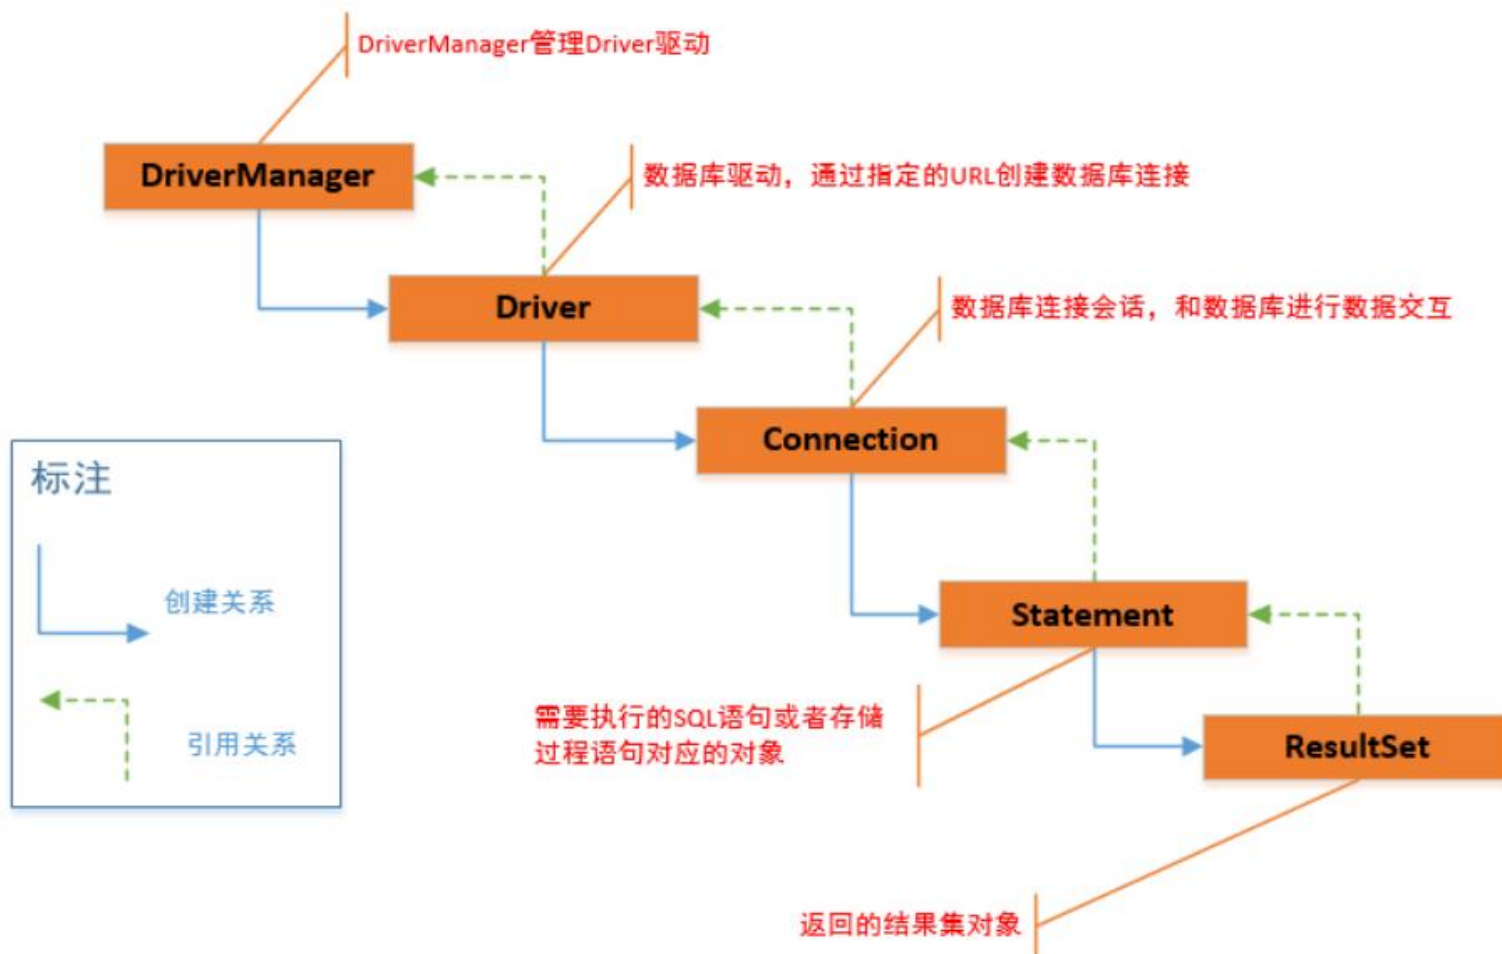 DriverManager管理Driver驱动
DriverManager
数据库驱动，通过指定的URL创建数据库连接
Driver
数据库连接会话，和数据库进行数据交互
Connection
标注
创建关系
引用关系
Statement
需要执行的SQL语句或者存储
过程语句对应的对象
ResultSet
返回的结果集对象